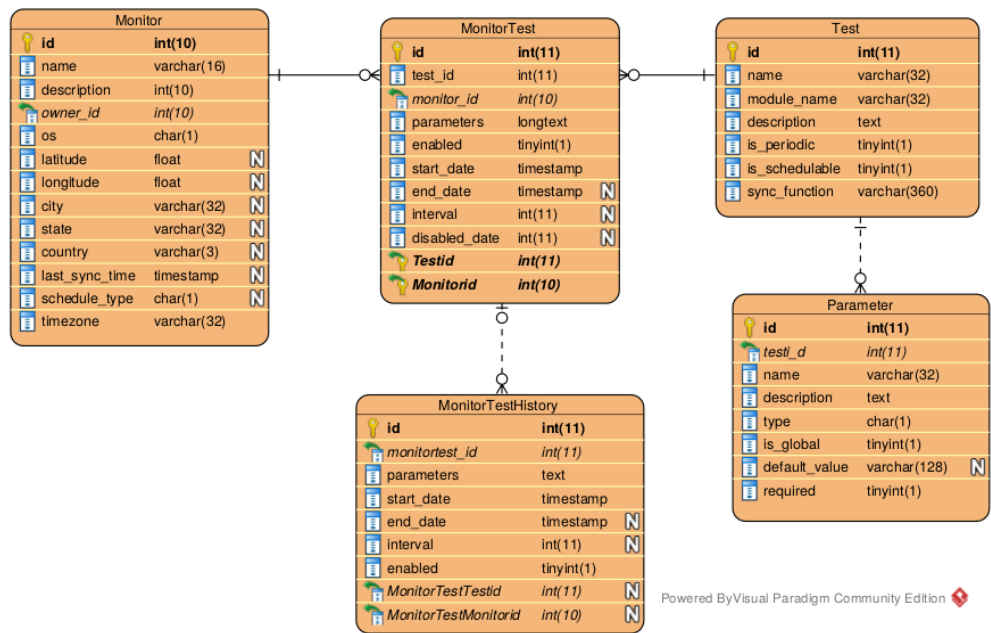 Monitor
id int(10)
name varchar(16)
description int(10)
owner_id int(10)
os char(1)
latitude float N
longitude float N
city varchar(32) N
state varchar(32) N
country varchar(3) N
last_sync_time timestamp N
schedule_type char(1) N
timezone varchar(32)
MonitorTest
id int(11)
test_id int(11)
monitor_id int(10)
parameters longtext
enabled tinyint(1)
start_date timestamp
end_date timestamp N
interval int(11) N
disabled_date int(11) N
Testid int(11)
Monitorid int(10)
Test
id int(11)
name varchar(32)
module_name varchar(32)
description text
is_periodic tinyint(1)
is_schedulable tinyint(1)
sync_function varchar(360)
Parameter
id int(11)
testi_d int(11)
name varchar(32)
description text
type char(1)
is_global tinyint(1)
default_value varchar(128) N
required tinyint(1)
MonitorTestHistory
id int(11)
monitortest_id int(11)
parameters text
start_date timestamp
end_date timestamp N
interval int(11) N
enabled tinyint(1)
MonitorTestTestid int(11) N
MonitorTestMonitorid int(10) N
Powered ByVisual Paradigm Community Edition